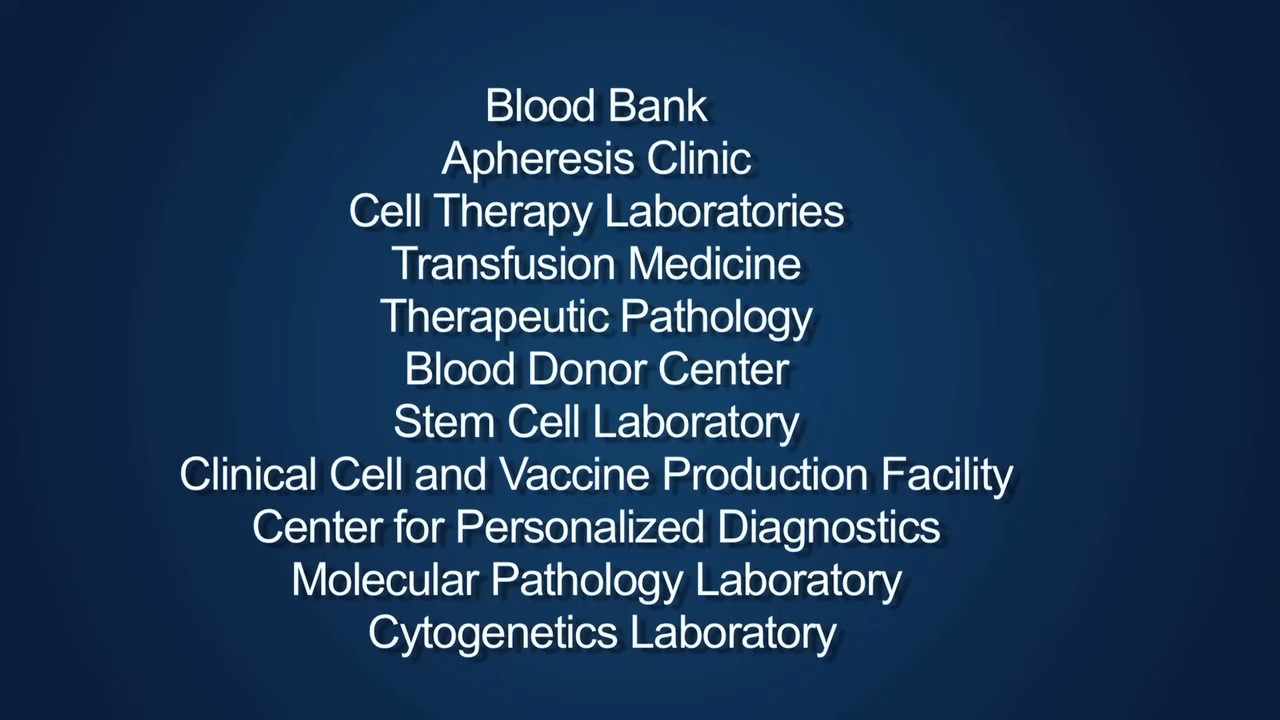 Blood Bank
Apheresis Clinic
Cell Therapy Laboratories
Transfusion Medicine
Therapeutic Pathology
Blood Donor Center
Stem Cell Laboratory
Clinical Cell and Vaccine Production Facility
Center for Personalized Diagnostics
Molecular Pathology Laboratory
Cytogenetics Laboratory